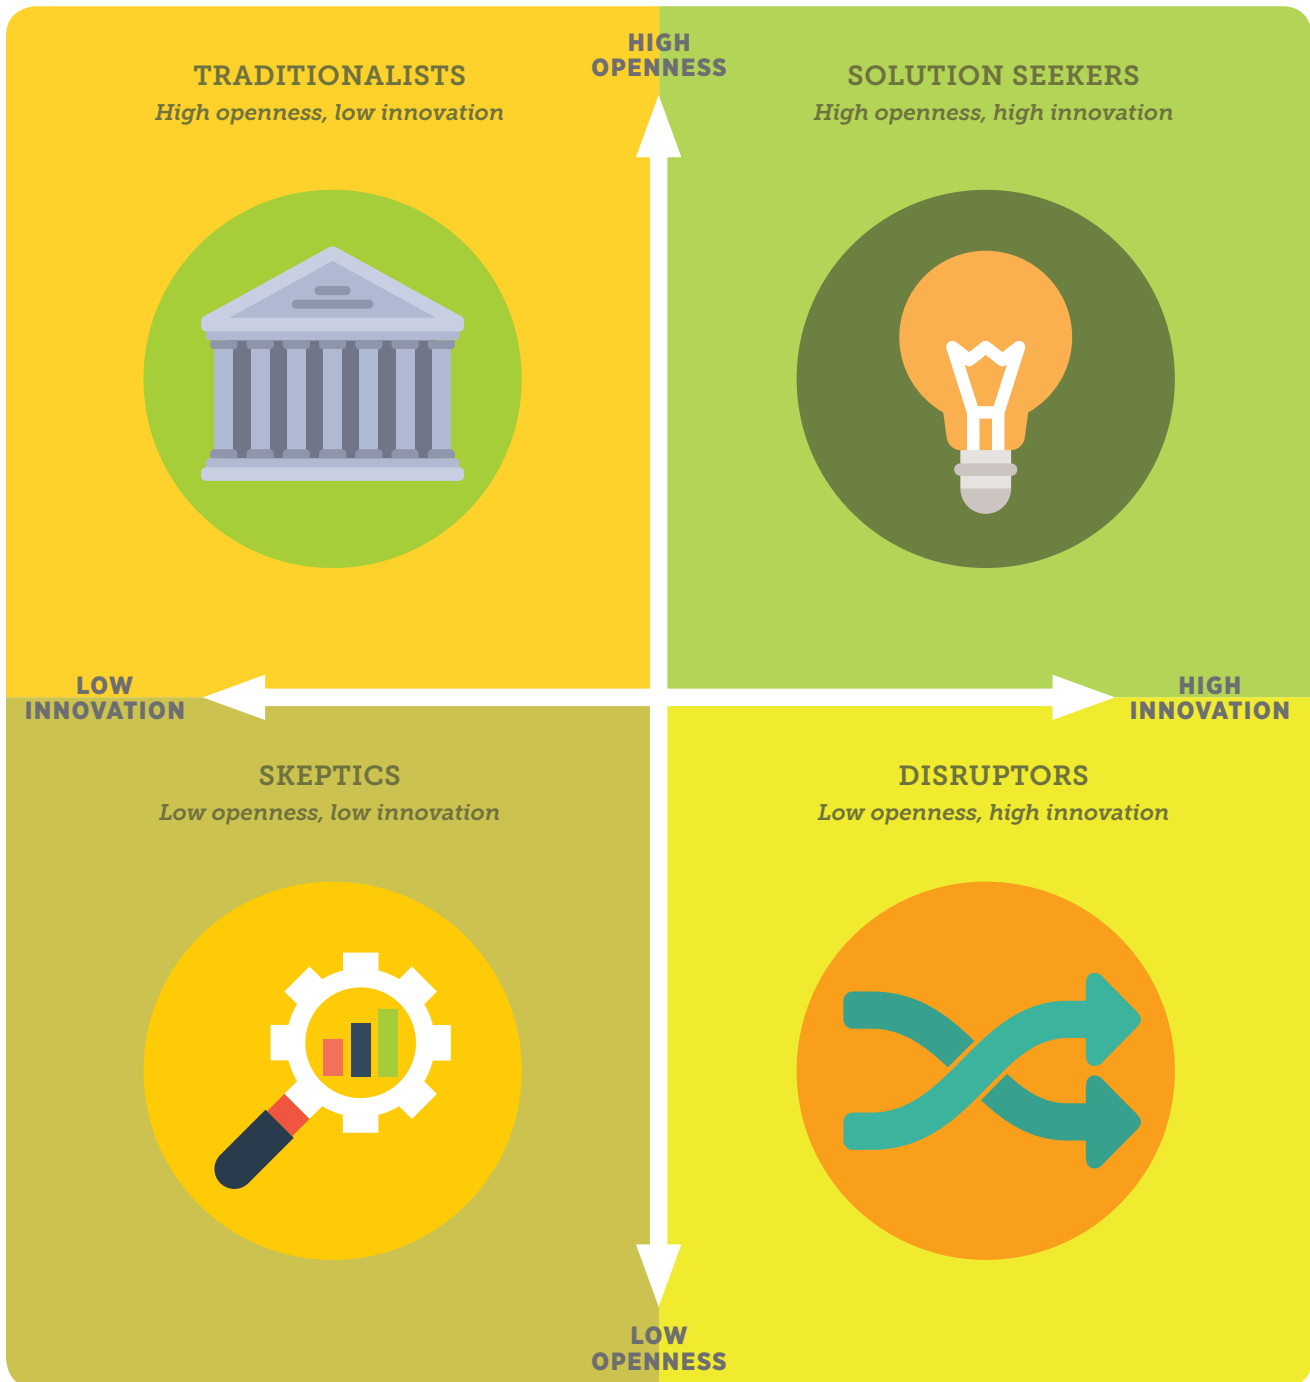 HIGH
OPENNESS
TRADITIONALISTS
High openness, low innovation
SOLUTION SEEKERS
High openness, high innovation
LOW
INNOVATION
HIGH
INNOVATION
SKEPTICS
Low openness, low innovation
DISRUPTORS
Low openness, high innovation
LOW
OPENNESS